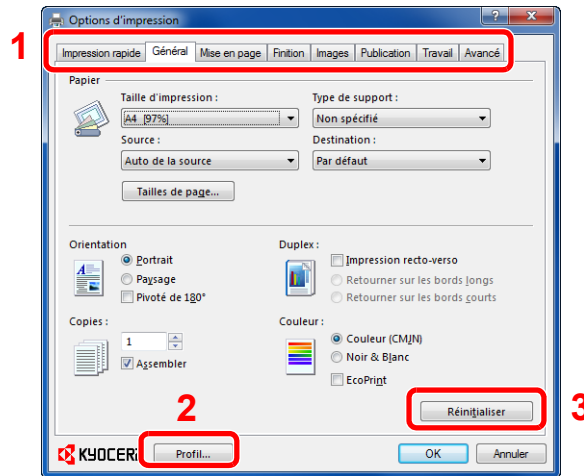 Options d'impression
1
Impression rapide Général Mise en page Finition Images Publication Travail Avancé
Papier
Taille d'impression : Type de support :
A4 [97%] Non spécifié
Source : Destination :
Auto de la source Par défaut
Tailles de page...
Orientation Duplex :
Portrait Impression recto-verso
Paysage Retourner sur les bords longs
Pivoté de 180° Retourner sur les bords courts
Copies : Couleur :
1 Couleur (CMJN)
Assembler Noir & Blanc
EcoPrint
2 Réinitialiser 3
KYOCERA Profil... OK Annuler